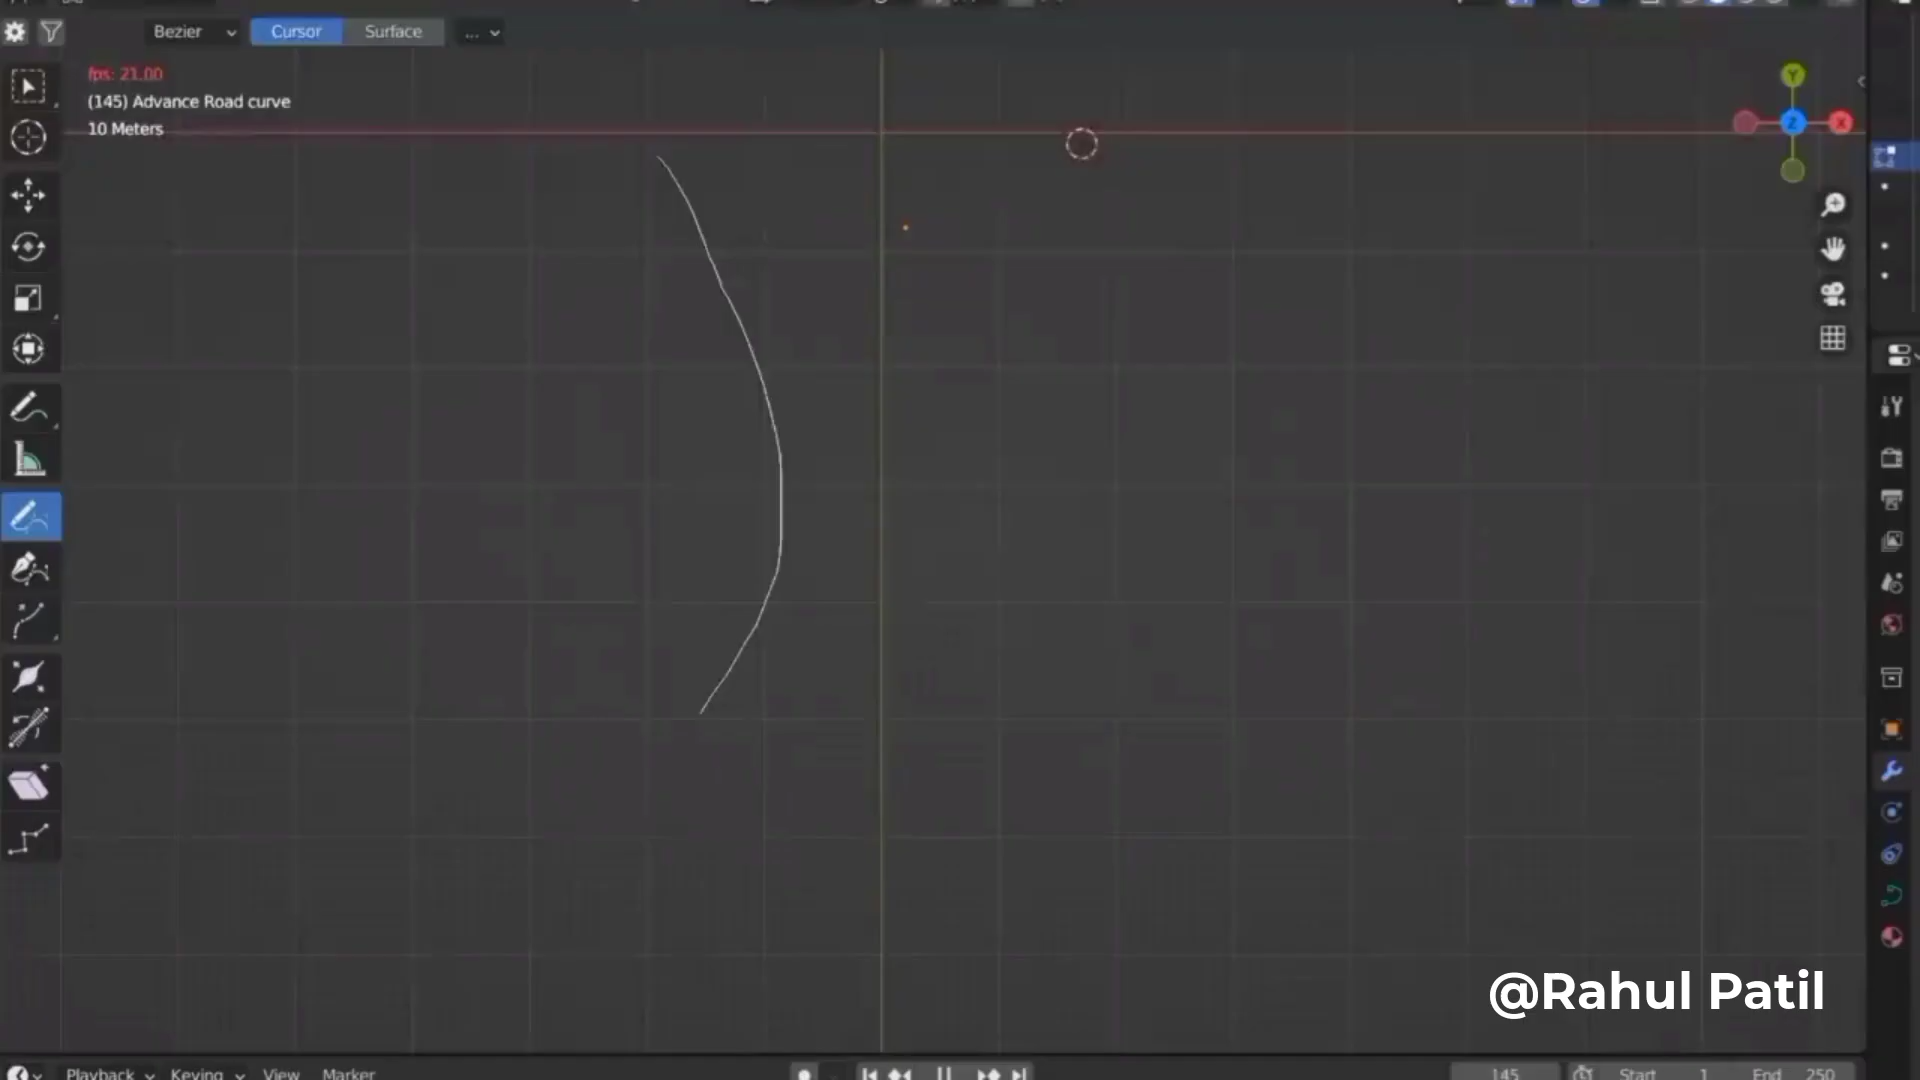 Bezier
Cursor
Surface
...
fps: 21.00
(145) Advance Road curve
10 Meters
Y
Z
X
@Rahul Patil
Playback
Keying
View
Marker
145
Start
1
End
250